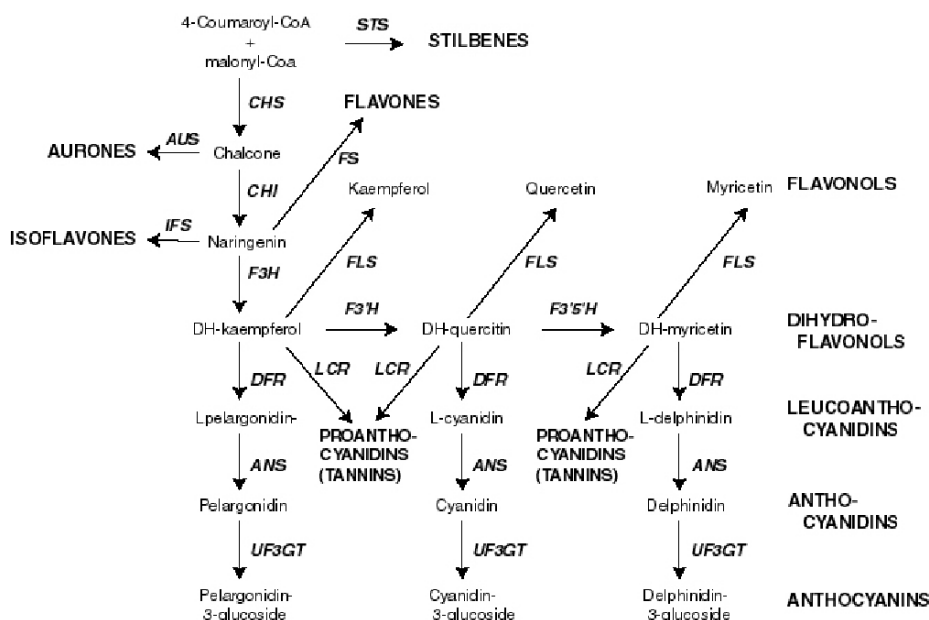 4-Coumaroyl-CoA
+
malonyl-Coa
STS
STILBENES
CHS
FLAVONES
AURONES
AUS
Chalcone
FS
CHI
Kaempferol
Quercetin
Myricetin
FLAVONOLS
ISOFLAVONES
IFS
Naringenin
F3H
FLS
FLS
FLS
DH-kaempferol
F3'H
DH-quercitin
F3'5'H
DH-myricetin
DIHYDRO-
FLAVONOLS
DFR
LCR
LCR
DFR
LCR
DFR
Lpelargonidin-
PROANTHO-
CYANIDINS
(TANNINS)
L-cyanidin
PROANTHO-
CYANIDINS
(TANNINS)
L-delphinidin
LEUCOANTHO-
CYANIDINS
ANS
ANS
ANS
Pelargonidin
Cyanidin
Delphinidin
ANTHO-
CYANIDINS
UF3GT
UF3GT
UF3GT
Pelargonidin-
3-glucoside
Cyanidin-
3-glucoside
Delphinidin-
3-glucoside
ANTHOCYANINS